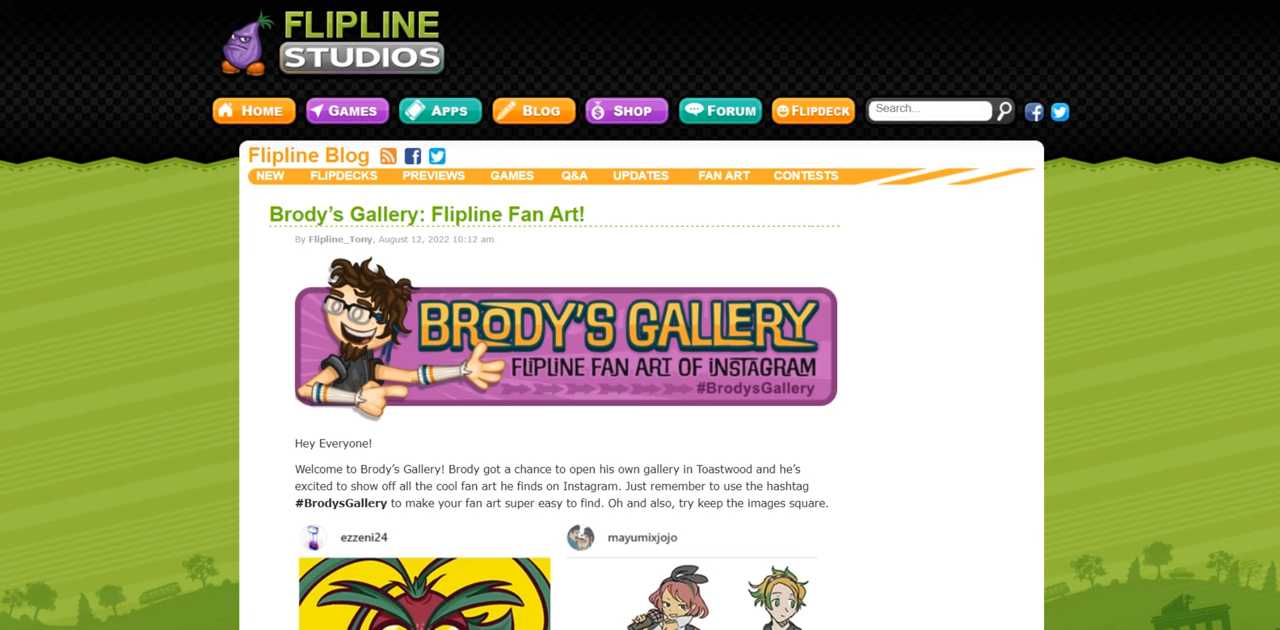 FLIPLINE
STUDIOS
HOME GAMES APPS BLOG SHOP FORUM FLIPDECK Search...
Flipline Blog
NEW FLIPDECKS PREVIEWS GAMES Q&A UPDATES FAN ART CONTESTS
Brody’s Gallery: Flipline Fan Art!
By Flipline_Tony, August 12, 2022 10:12 am
BRODY'S GALLERY
FLIPLINE FAN ART OF INSTAGRAM
#BrodysGallery
Hey Everyone!
Welcome to Brody’s Gallery! Brody got a chance to open his own gallery in Toastwood and he’s
excited to show off all the cool fan art he finds on Instagram. Just remember to use the hashtag
#BrodysGallery to make your fan art super easy to find. Oh and also, try keep the images square.
ezzeni24 mayumixjojo